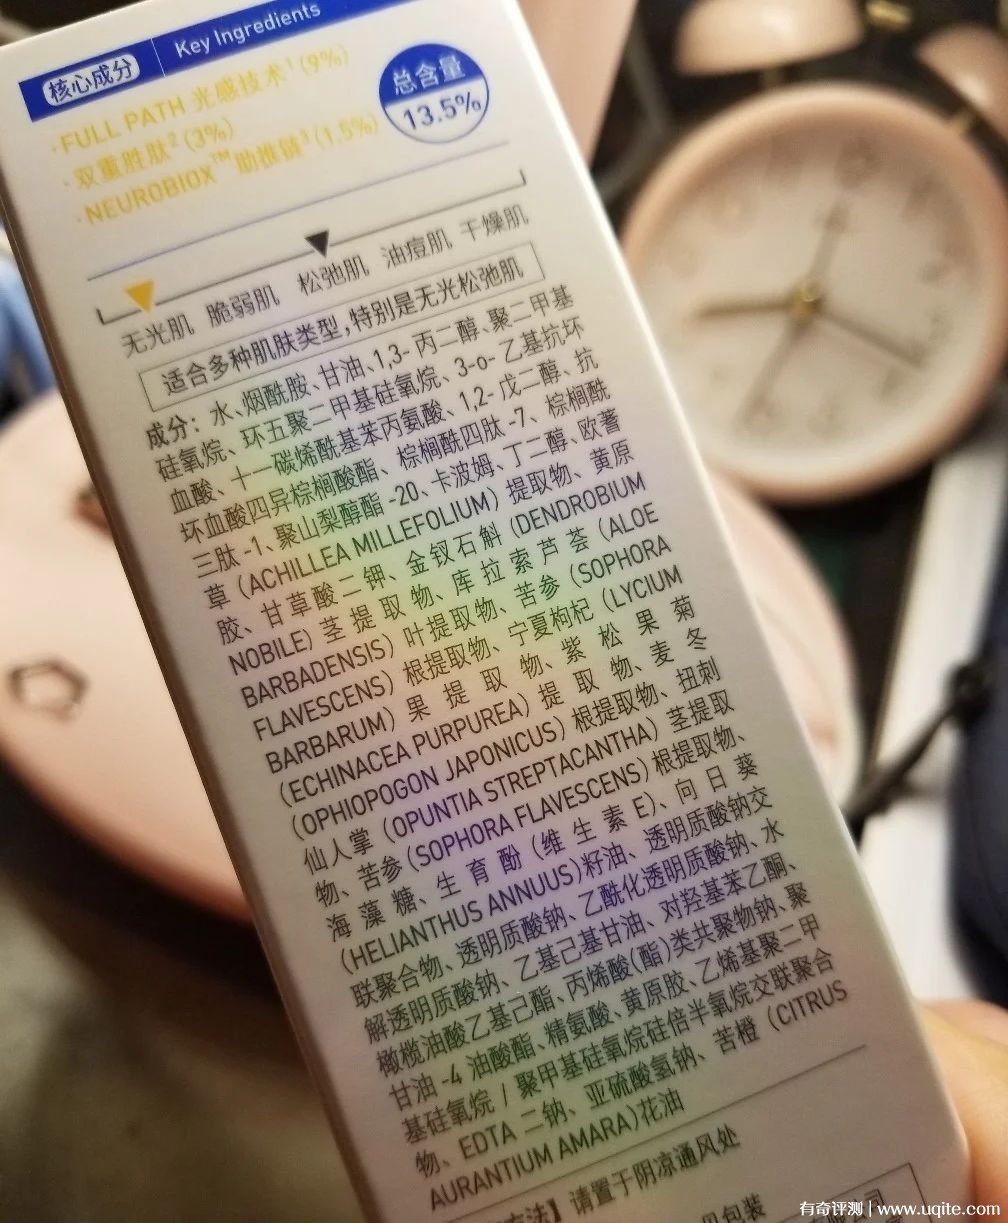 核心成分 Key Ingredients
·FULL PATH 光感技术¹ (9%)
·双重胜肽² (3%)
·NEUROBIOX™助推链³ (1.5%)
总含量
13.5%
无光肌 脆弱肌 松弛肌 油痘肌 干燥肌
适合多种肌肤类型,特别是无光松弛肌
成分：水、烟酰胺、甘油、1,3-丙二醇、聚二甲基
硅氧烷、环五聚二甲基硅氧烷、3-o-乙基抗坏
血酸、十一碳烯酰基苯丙氨酸、1,2-戊二醇、抗
坏血酸四异棕榈酸酯、棕榈酰四肽-7、棕榈酰
三肽-1、聚山梨醇酯-20、卡波姆、丁二醇、欧蓍
草（ACHILLEA MILLEFOLIUM）提取物、黄原
胶、甘草酸二钾、金钗石斛（DENDROBIUM
NOBILE）茎提取物、库拉索芦荟（ALOE
BARBADENSIS）叶提取物、苦参（SOPHORA
FLAVESCENS）根提取物、宁夏枸杞（LYCIUM
BARBARUM）果提取物、紫松果菊
（ECHINACEA PURPUREA）提取物、麦冬
（OPHIOPOGON JAPONICUS）根提取物、扭刺
仙人掌（OPUNTIA STREPTACANTHA）茎提取
物、苦参（SOPHORA FLAVESCENS）根提取物、
海藻糖、生育酚（维生素E）、向日葵
（HELIANTHUS ANNUUS）籽油、透明质酸钠交
联聚合物、透明质酸钠、乙酰化透明质酸钠、水
解透明质酸钠、乙基己基甘油、对羟基苯乙酮、
橄榄油酸乙基己酯、丙烯酸(酯)类共聚物钠、聚
甘油-4 油酸酯、精氨酸、黄原胶、乙烯基聚二甲
基硅氧烷/聚甲基硅氧烷硅倍半氧烷交联聚合
物、EDTA 二钠、亚硫酸氢钠、苦橙（CITRUS
AURANTIUM AMARA）花油
方法】请置于阴凉通风处
包装
公司
有奇评测 | www.uqite.com